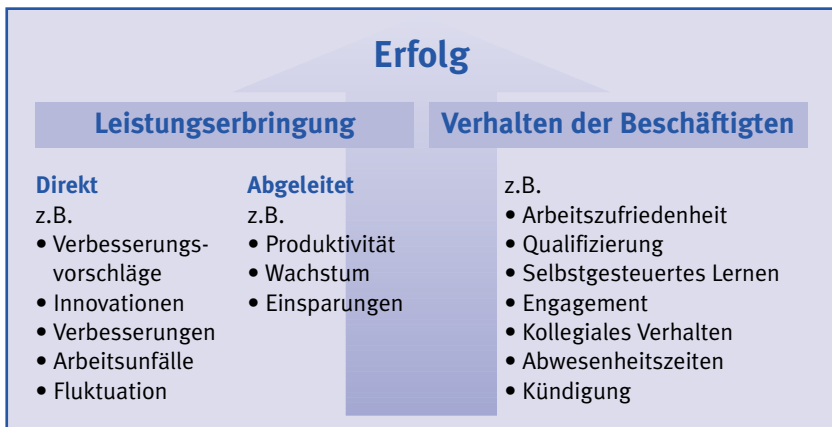 Erfolg
Leistungserbringung
Direkt
z.B.
• Verbesserungs-
vorschläge
• Innovationen
• Verbesserungen
• Arbeitsunfälle
• Fluktuation
Abgeleitet
z.B.
• Produktivität
• Wachstum
• Einsparungen
Verhalten der Beschäftigten
z.B.
• Arbeitszufriedenheit
• Qualifizierung
• Selbstgesteuertes Lernen
• Engagement
• Kollegiales Verhalten
• Abwesenheitszeiten
• Kündigung